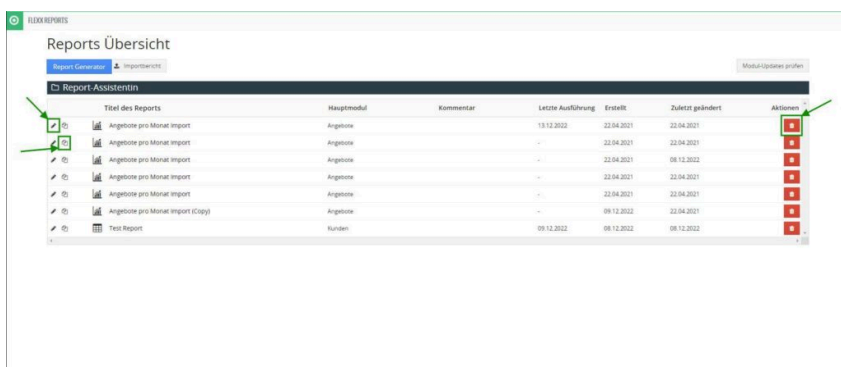 FLEXX REPORTS
Reports Übersicht
Report Generator Importbericht Modul-Updates prüfen
Report-Assistentin
Titel des Reports Hauptmodul Kommentar Letzte Ausführung Erstellt Zuletzt geändert Aktionen
Angebote pro Monat Import Angebote 13.12.2022 22.04.2021 22.04.2021
Angebote pro Monat Import Angebote - 22.04.2021 22.04.2021
Angebote pro Monat Import Angebote - 22.04.2021 08.12.2022
Angebote pro Monat Import Angebote - 22.04.2021 22.04.2021
Angebote pro Monat Import Angebote - 22.04.2021 22.04.2021
Angebote pro Monat Import (Copy) Angebote - 09.12.2022 22.04.2021
Test Report Kunden 09.12.2022 08.12.2022 08.12.2022